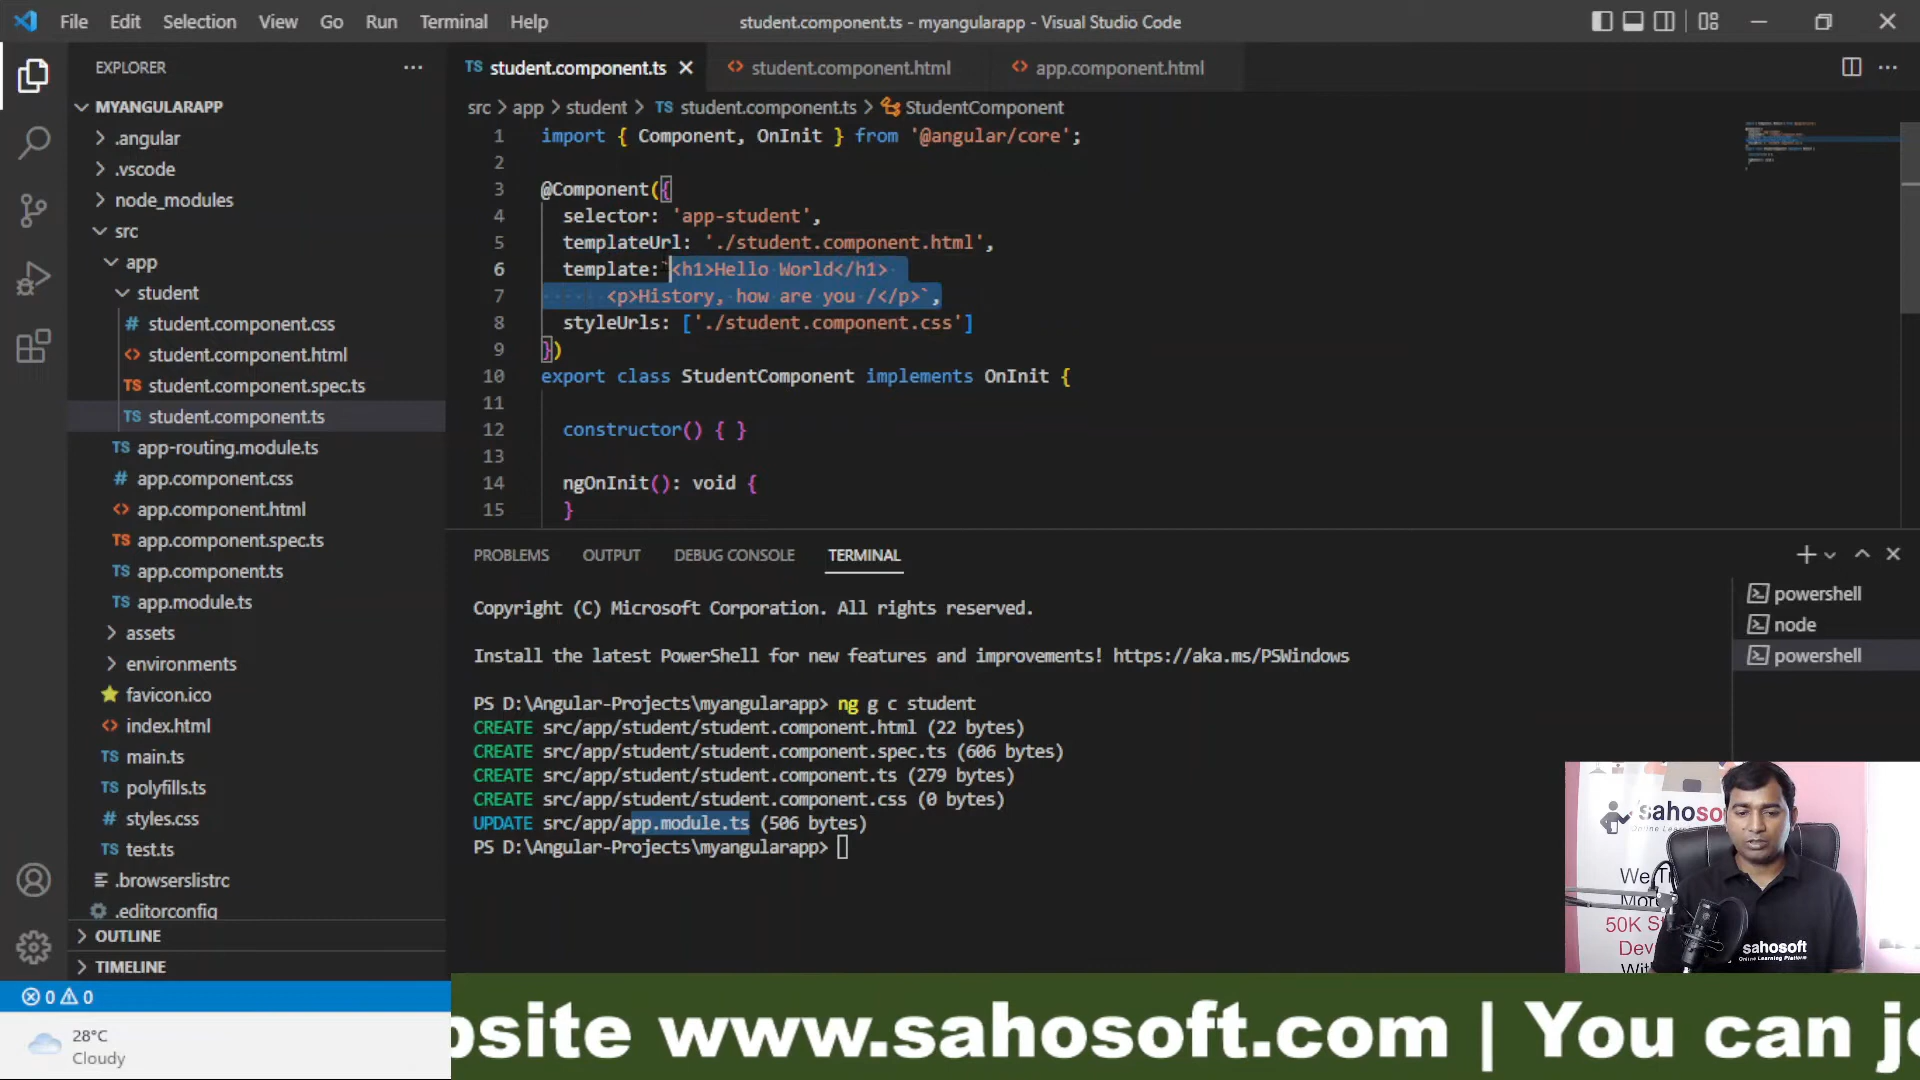 File Edit Selection View Go Run Terminal Help
student.component.ts - myangularapp - Visual Studio Code
EXPLORER
MYANGULARAPP
.angular
.vscode
node_modules
src
app
student
student.component.css
student.component.html
student.component.spec.ts
student.component.ts
app-routing.module.ts
app.component.css
app.component.html
app.component.spec.ts
app.component.ts
app.module.ts
assets
environments
favicon.ico
index.html
main.ts
polyfills.ts
styles.css
test.ts
.browserslistrc
.editorconfig
OUTLINE
TIMELINE
0 0
28°C
Cloudy
TS student.component.ts
student.component.html
app.component.html
src > app > student > TS student.component.ts > StudentComponent
1 import { Component, OnInit } from '@angular/core';
2
3 @Component({
4 selector: 'app-student',
5 templateUrl: './student.component.html',
6 template:`<h1>Hello World</h1>
7 <p>History, how are you /</p>`,
8 styleUrls: ['./student.component.css']
9 })
10 export class StudentComponent implements OnInit {
11
12 constructor() { }
13
14 ngOnInit(): void {
15 }
PROBLEMS OUTPUT DEBUG CONSOLE TERMINAL
powershell
node
powershell
Copyright (C) Microsoft Corporation. All rights reserved.
Install the latest PowerShell for new features and improvements! https://aka.ms/PSWindows
PS D:\Angular-Projects\myangularapp> ng g c student
CREATE src/app/student/student.component.html (22 bytes)
CREATE src/app/student/student.component.spec.ts (606 bytes)
CREATE src/app/student/student.component.ts (279 bytes)
CREATE src/app/student/student.component.css (0 bytes)
UPDATE src/app/app.module.ts (506 bytes)
PS D:\Angular-Projects\myangularapp>
sahosoft
We
50K
Dev
sahosoft
Online Learning Platform
bsite www.sahosoft.com | You can jo